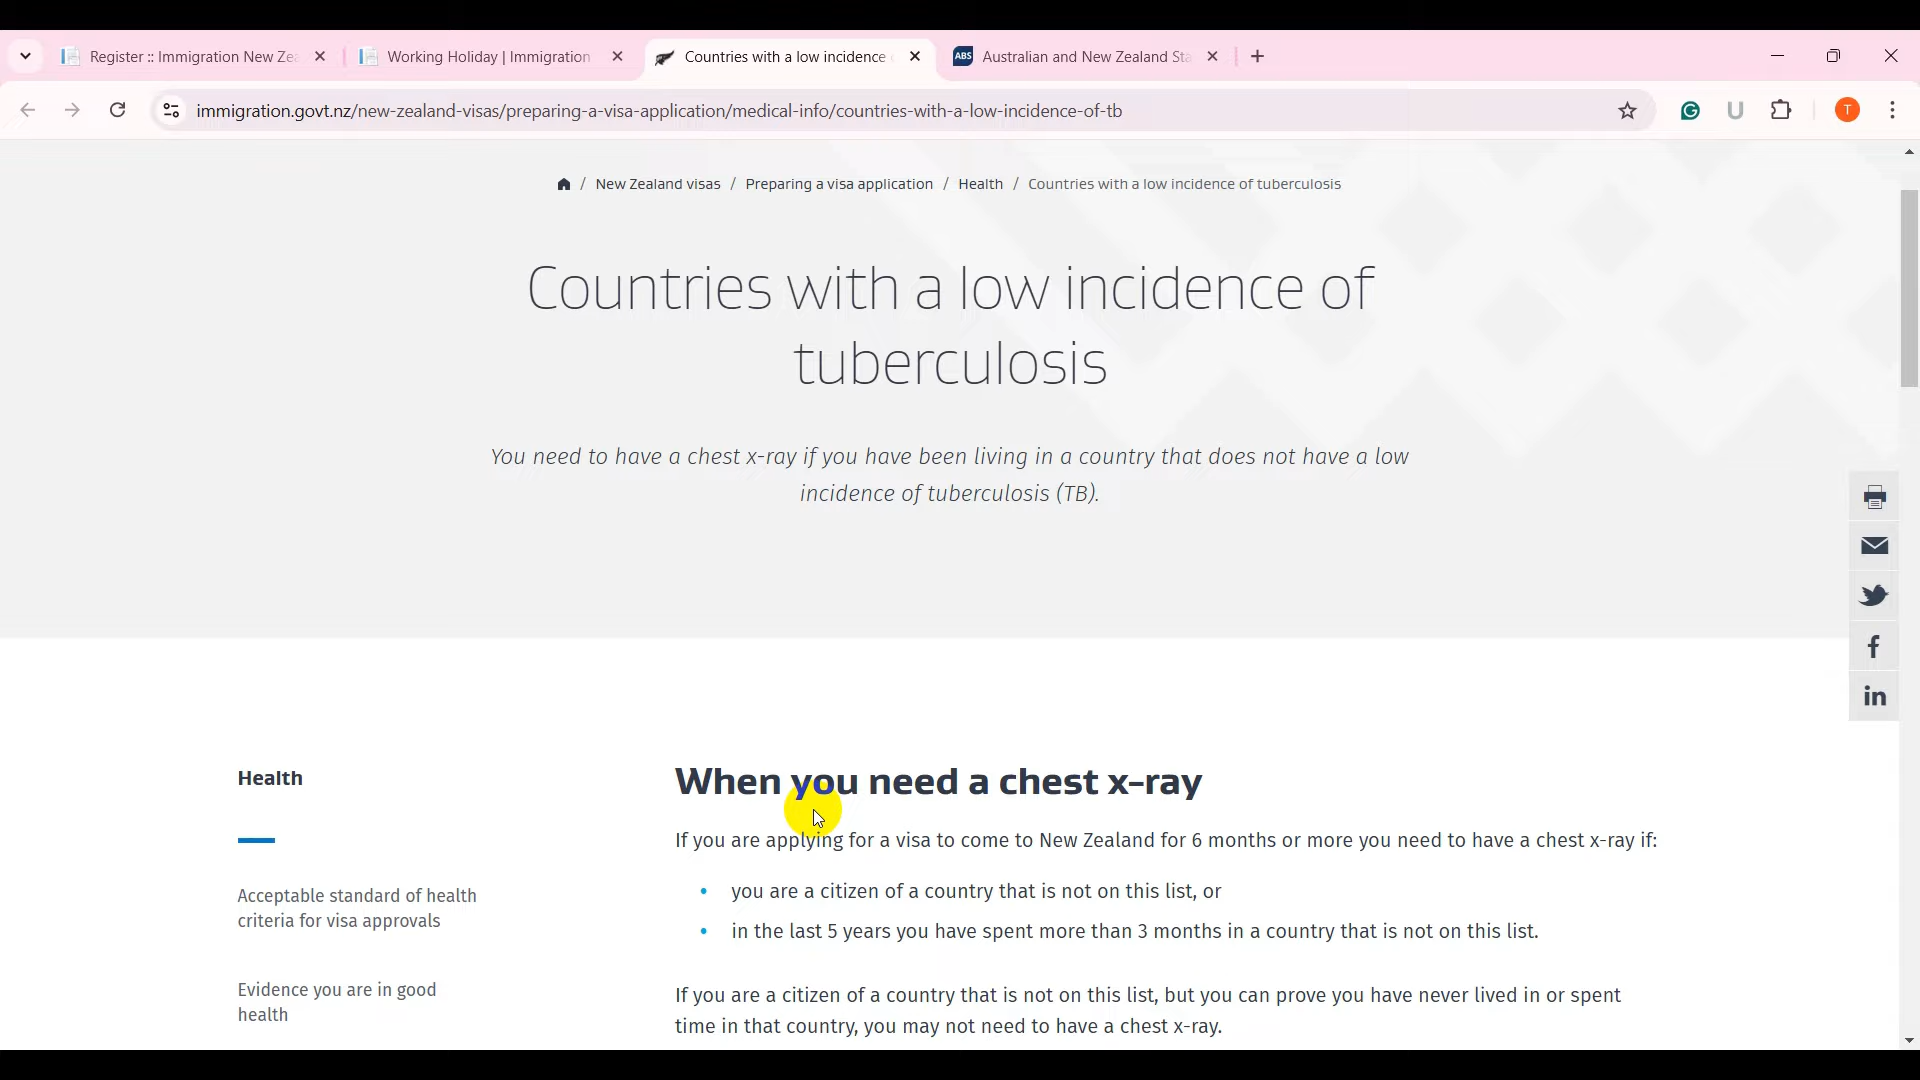 Register :: Immigration New Zea
Working Holiday | Immigration
Countries with a low incidence
ABS
Australian and New Zealand Sta
immigration.govt.nz/new-zealand-visas/preparing-a-visa-application/medical-info/countries-with-a-low-incidence-of-tb
U
T
/ New Zealand visas / Preparing a visa application / Health / Countries with a low incidence of tuberculosis
Countries with a low incidence of
tuberculosis
You need to have a chest x-ray if you have been living in a country that does not have a low
incidence of tuberculosis (TB).
f
in
Health
Acceptable standard of health
criteria for visa approvals
Evidence you are in good
health
When you need a chest x-ray
If you are applying for a visa to come to New Zealand for 6 months or more you need to have a chest x-ray if:
• you are a citizen of a country that is not on this list, or
• in the last 5 years you have spent more than 3 months in a country that is not on this list.
If you are a citizen of a country that is not on this list, but you can prove you have never lived in or spent
time in that country, you may not need to have a chest x-ray.